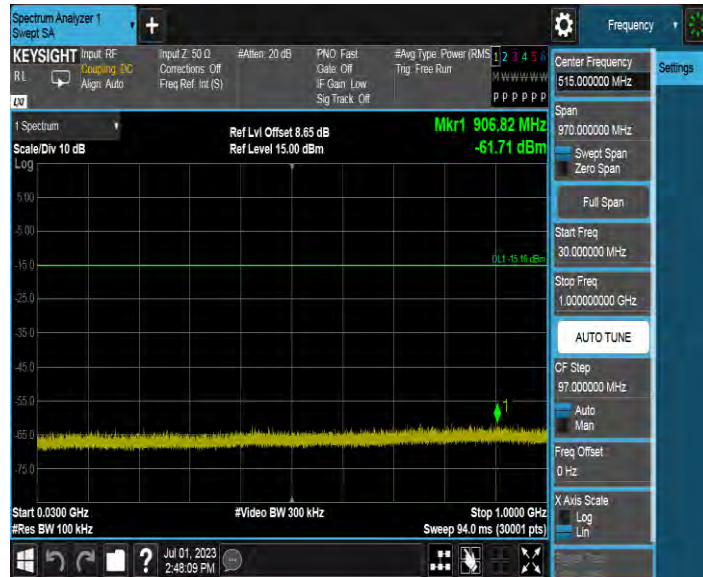 Spectrum Analyzer 1
Swept SA
Frequency
KEYSIGHT
RL
LXI
Input: RF
Coupling: DC
Align: Auto
Input Z: 50 Ω
Corrections: Off
Freq Ref: Int (S)
#Atten: 20 dB
PNO: Fast
Gate: Off
IF Gain: Low
Sig Track: Off
#Avg Type: Power (RMS
Trig: Free Run
1 2 3 4 5 6
M W W W W W
P P P P P P
Center Frequency
515.000000 MHz
Settings
Span
970.000000 MHz
Swept Span
Zero Span
Full Span
Start Freq
30.000000 MHz
Stop Freq
1.000000000 GHz
AUTO TUNE
CF Step
97.000000 MHz
Auto
Man
Freq Offset
0 Hz
X Axis Scale
Log
Lin
1 Spectrum
Scale/Div 10 dB
Log
Ref Lvl Offset 8.65 dB
Ref Level 15.00 dBm
Mkr1 906.82 MHz
-61.71 dBm
5.00
-5.00
-15.0
DL1 -15.16 dBm
-25.0
-35.0
-45.0
-55.0
1
-65.0
-75.0
Start 0.0300 GHz
#Res BW 100 kHz
#Video BW 300 kHz
Stop 1.0000 GHz
Sweep 94.0 ms (30001 pts)
?
Jul 01, 2023
2:48:09 PM